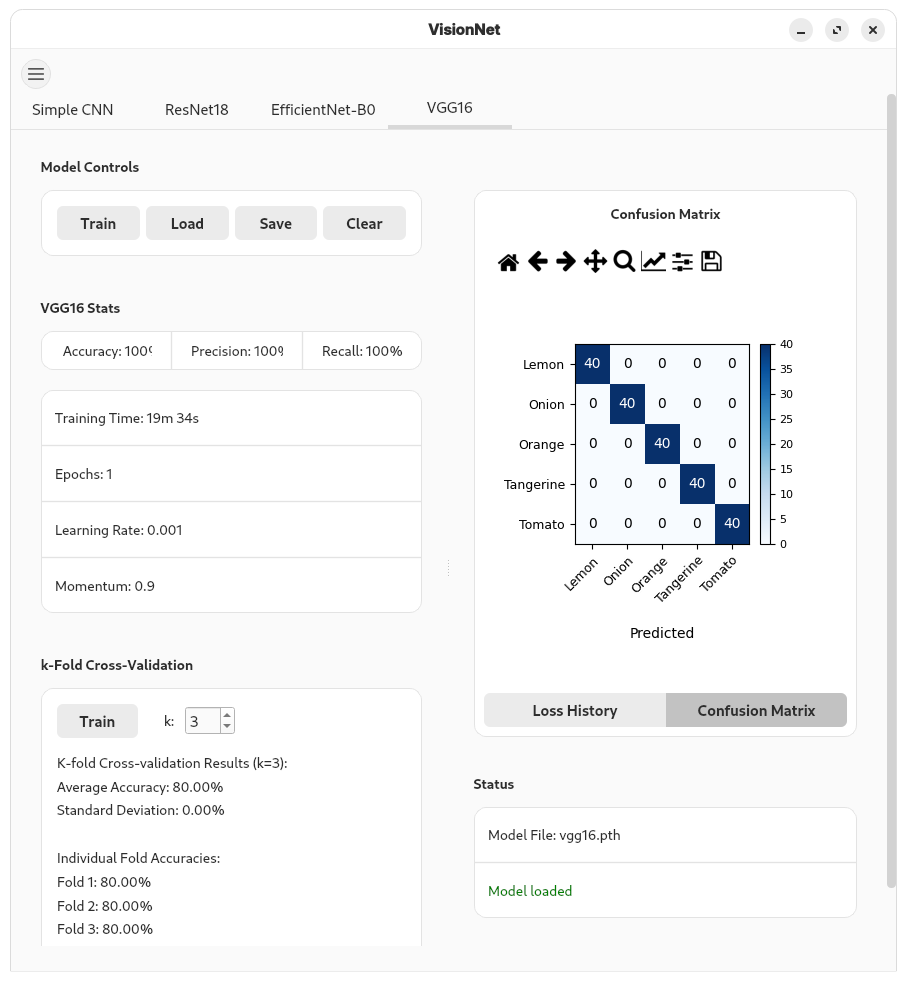 VisionNet
Simple CNN
ResNet18
EfficientNet-B0
VGG16
Model Controls
Train
Load
Save
Clear
VGG16 Stats
Accuracy: 100
Precision: 100
Recall: 100%
Training Time: 19m 34s
Epochs: 1
Learning Rate: 0.001
Momentum: 0.9
k-Fold Cross-Validation
Train
k:
3
K-fold Cross-validation Results (k=3):
Average Accuracy: 80.00%
Standard Deviation: 0.00%
Individual Fold Accuracies:
Fold 1: 80.00%
Fold 2: 80.00%
Fold 3: 80.00%
Confusion Matrix
Lemon 40 0 0 0 0
Onion 0 40 0 0 0
Orange 0 0 40 0 0
Tangerine 0 0 0 40 0
Tomato 0 0 0 0 40
Lemon
Onion
Orange
Tangerine
Tomato
Predicted
40
35
30
25
20
15
10
5
0
Loss History
Confusion Matrix
Status
Model File: vgg16.pth
Model loaded